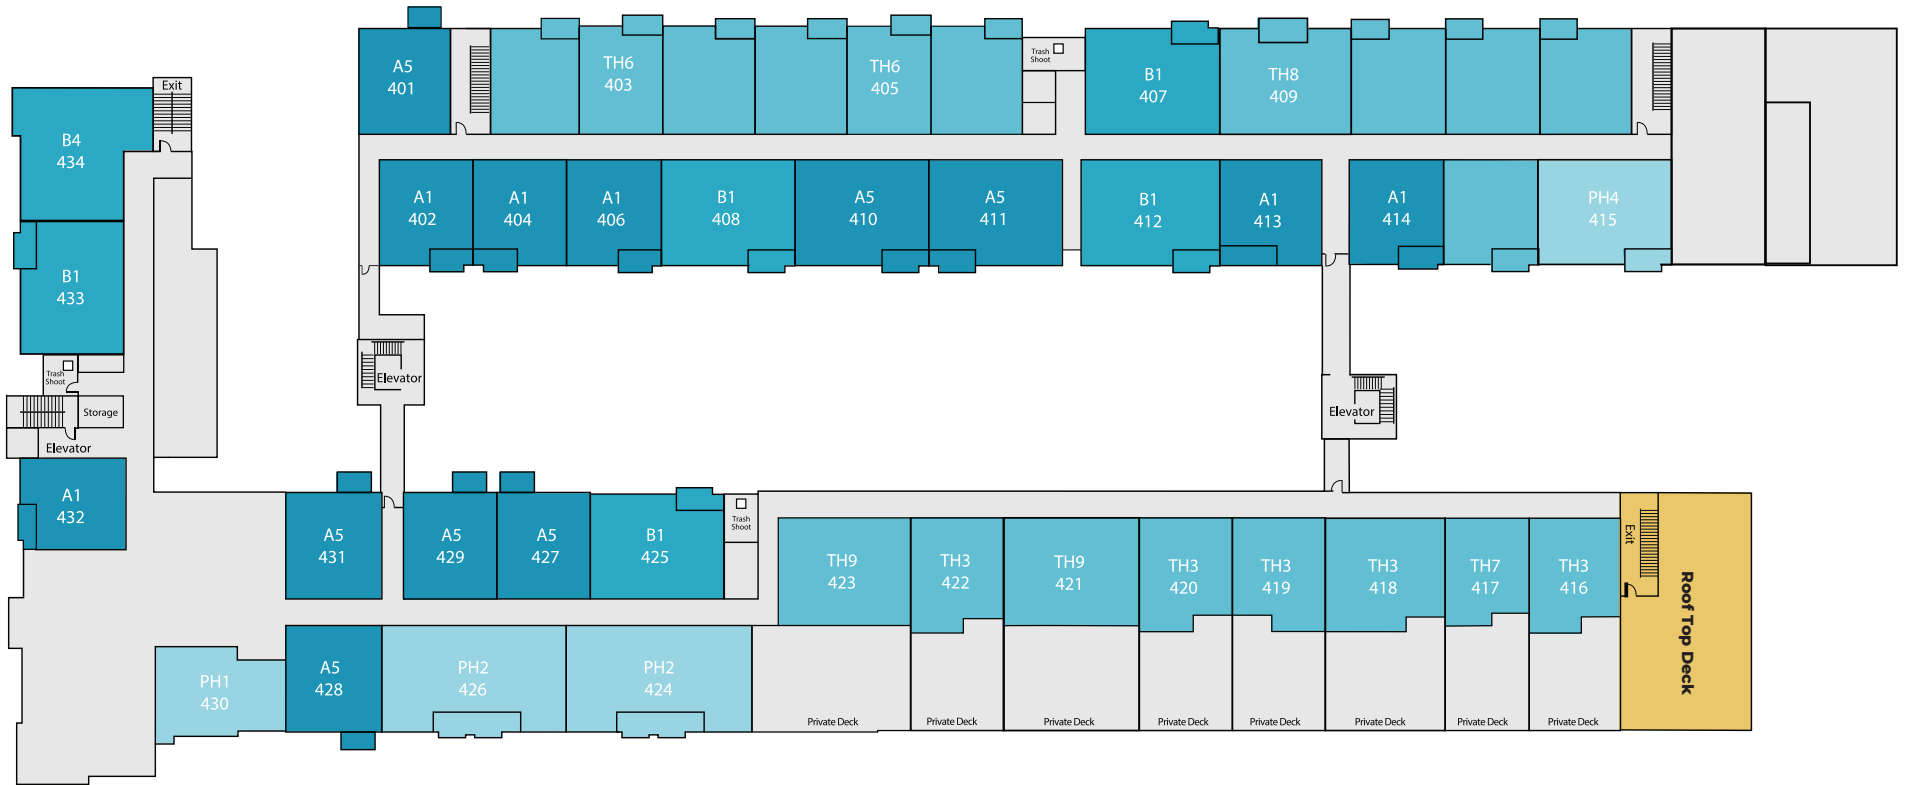 A5
401
TH6
403
TH6
405
Trash
Shoot
B1
407
TH8
409
Exit
B4
434
A1
402
A1
404
A1
406
B1
408
A5
410
A5
411
B1
412
A1
413
A1
414
PH4
415
B1
433
Trash
Shoot
Storage
Elevator
Elevator
Elevator
A1
432
A5
431
A5
429
A5
427
B1
425
Trash
Shoot
TH9
423
TH3
422
TH9
421
TH3
420
TH3
419
TH3
418
TH7
417
TH3
416
Exit
Roof Top Deck
PH1
430
A5
428
PH2
426
PH2
424
Private Deck
Private Deck
Private Deck
Private Deck
Private Deck
Private Deck
Private Deck
Private Deck